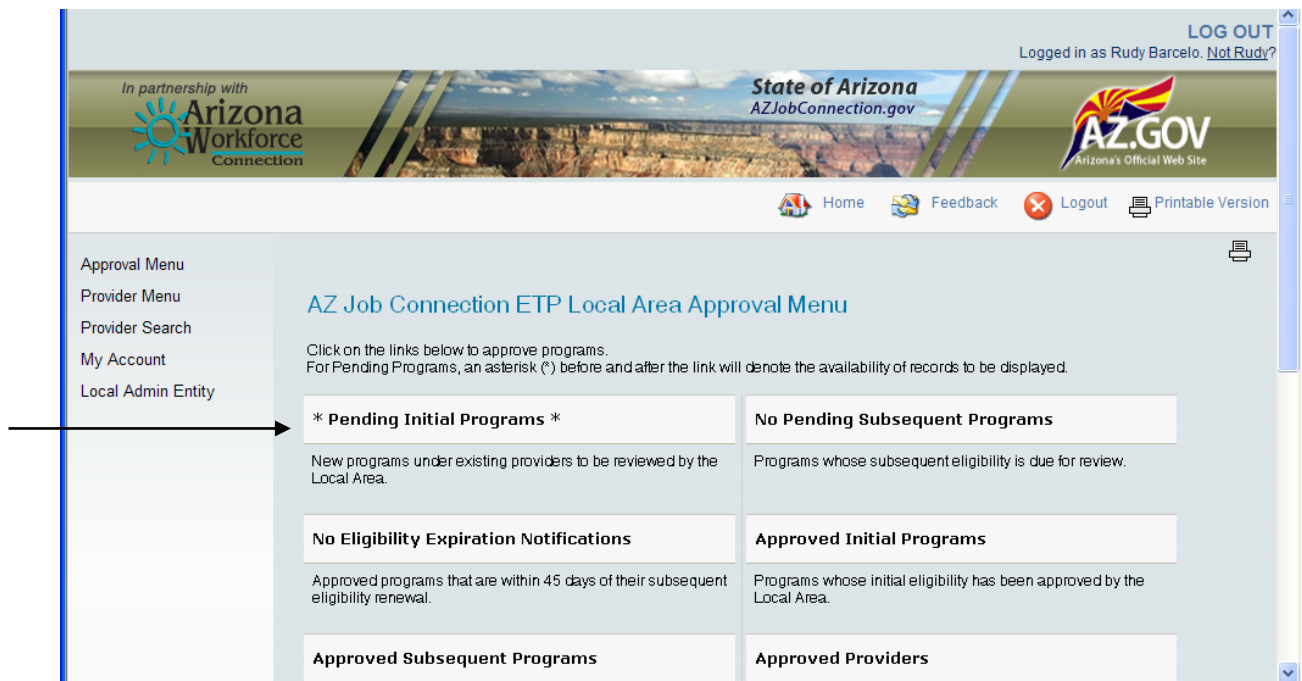 LOG OUT
Logged in as Rudy Barcelo. Not Rudy?
In partnership with
Arizona
Workforce
Connection
State of Arizona
AZJobConnection.gov
AZ.GOV
Arizona's Official Web Site
Home Feedback Logout Printable Version
Approval Menu
Provider Menu
Provider Search
My Account
Local Admin Entity
AZ Job Connection ETP Local Area Approval Menu
Click on the links below to approve programs.
For Pending Programs, an asterisk (*) before and after the link will denote the availability of records to be displayed.
* Pending Initial Programs *
New programs under existing providers to be reviewed by the
Local Area.
No Pending Subsequent Programs
Programs whose subsequent eligibility is due for review.
No Eligibility Expiration Notifications
Approved programs that are within 45 days of their subsequent
eligibility renewal.
Approved Initial Programs
Programs whose initial eligibility has been approved by the
Local Area.
Approved Subsequent Programs
Approved Providers